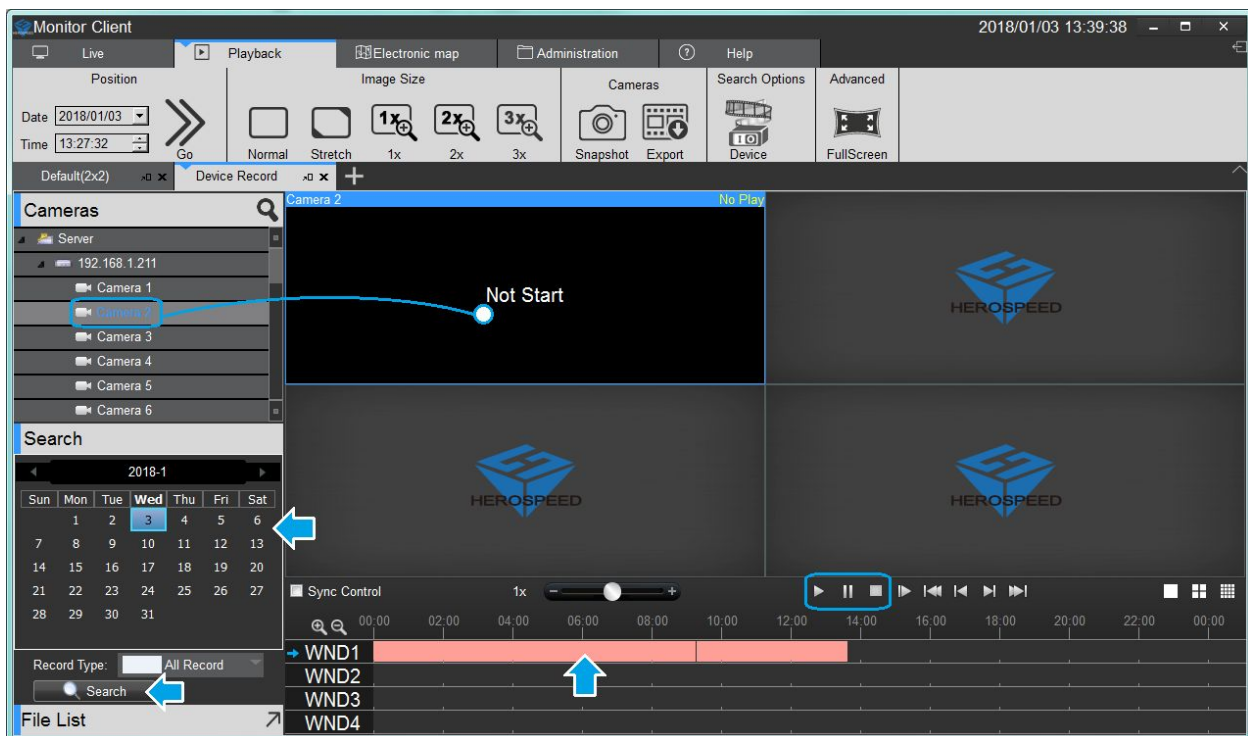 Monitor Client 2018/01/03 13:39:38
Live Playback Electronic map Administration Help
Position Image Size Cameras Search Options Advanced
Date 2018/01/03
Time 13:27:32
Go Normal Stretch 1x 2x 3x Snapshot Export Device FullScreen
1x 2x 3x
Default(2x2) Device Record
Cameras
Server
192.168.1.211
Camera 1
Camera 2
Camera 3
Camera 4
Camera 5
Camera 6
Camera 2 No Play
Not Start
HEROSPEED
HEROSPEED
HEROSPEED
Search
2018-1
Sun Mon Tue Wed Thu Fri Sat
1 2 3 4 5 6
7 8 9 10 11 12 13
14 15 16 17 18 19 20
21 22 23 24 25 26 27
28 29 30 31
Record Type: All Record
Search
File List
Sync Control 1x
00:00 02:00 04:00 06:00 08:00 10:00 12:00 14:00 16:00 18:00 20:00 22:00 00:00
WND1
WND2
WND3
WND4